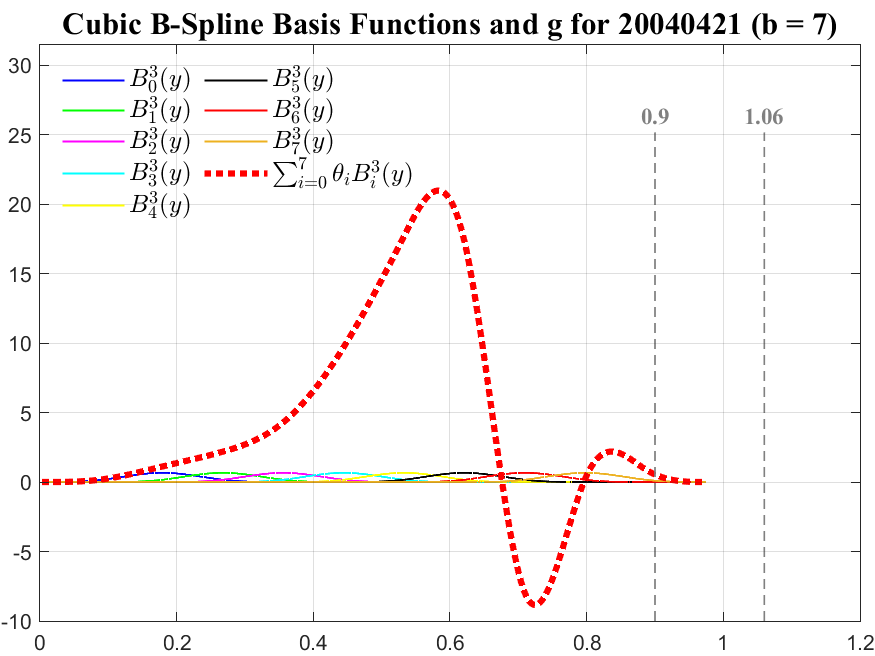 Cubic B-Spline Basis Functions and g for 20040421 (b = 7)
30
25
20
15
10
5
0
-5
-10
0 0.2 0.4 0.6 0.8 1 1.2
B_0^3(y)
B_1^3(y)
B_2^3(y)
B_3^3(y)
B_4^3(y)
B_5^3(y)
B_6^3(y)
B_7^3(y)
∑_{i=0}^7 θ_i B_i^3(y)
0.9
1.06